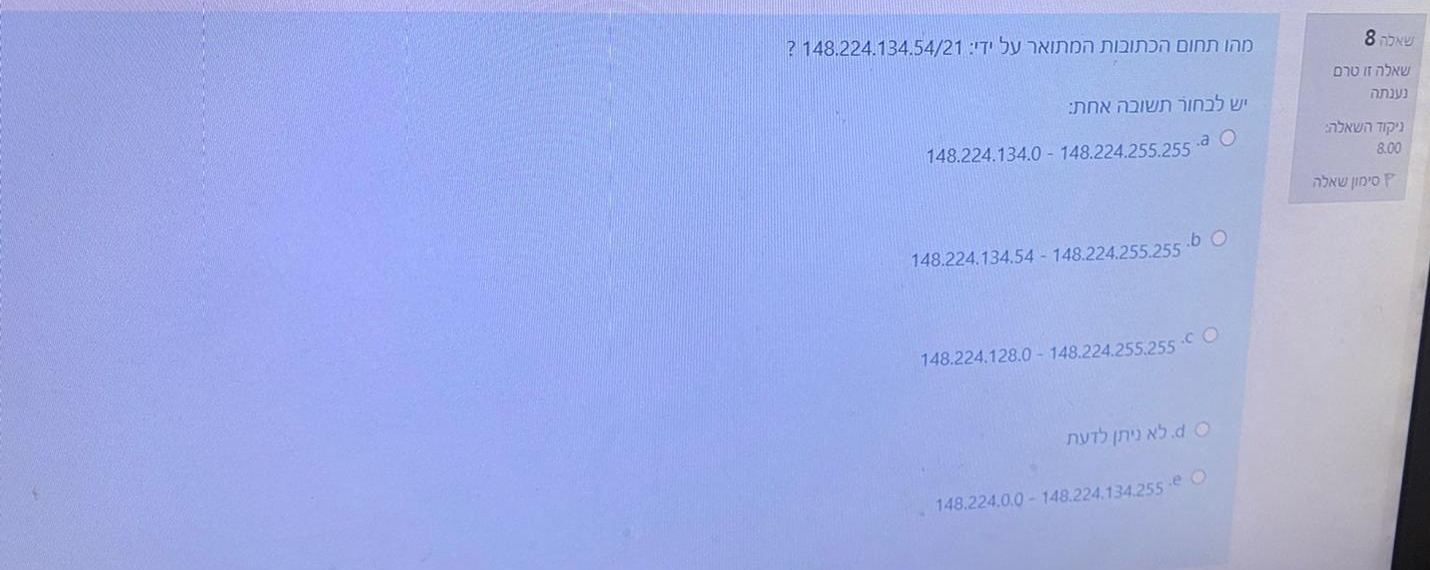 שאלה 8
שאלה זו טרם
נענתה
ניקוד השאלה:
8.00
סימון שאלה
מהו תחום הכתובות המתואר על ידי: 148.224.134.54/21 ?
יש לבחור תשובה אחת:
a. 148.224.134.0 - 148.224.255.255
b. 148.224.134.54 - 148.224.255.255
c. 148.224.128.0 - 148.224.255.255
d. לא ניתן לדעת
e. 148.224.0.0 - 148.224.134.255